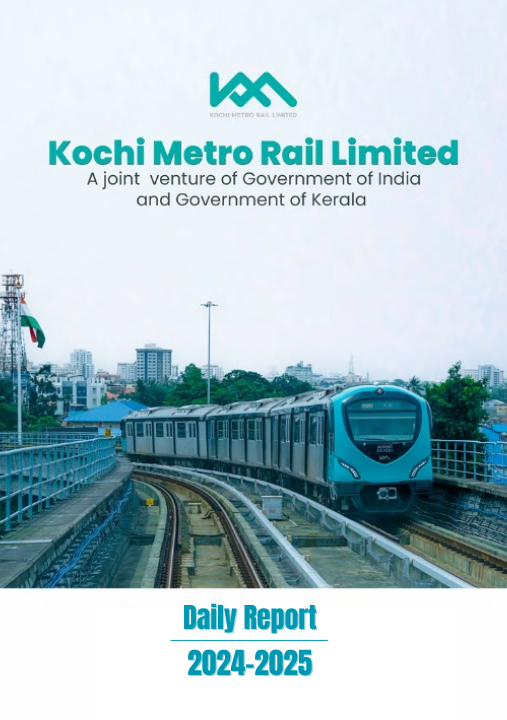 KOCHI METRO RAIL LIMITED
Kochi Metro Rail Limited
A joint venture of Government of India
and Government of Kerala
Daily Report
2024-2025